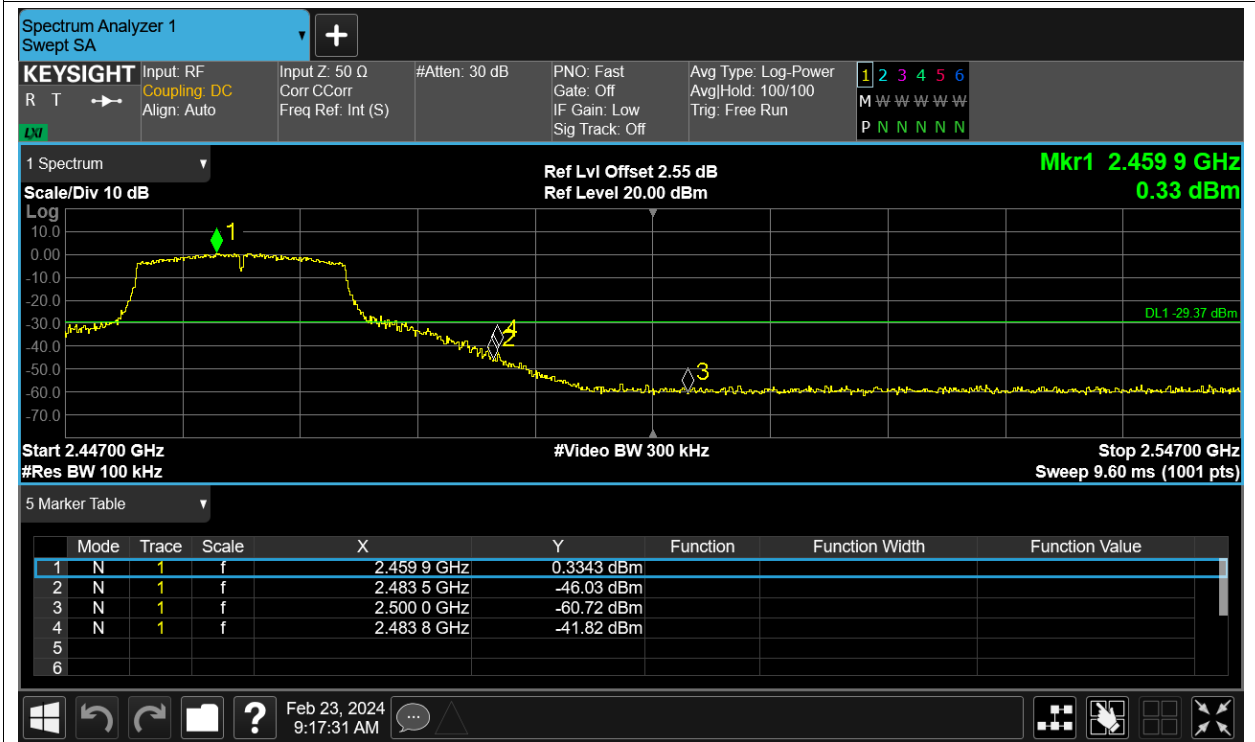 Spectrum Analyzer 1
Swept SA
+
KEYSIGHT Input: RF Input Z: 50 Ω #Atten: 30 dB PNO: Fast Avg Type: Log-Power 1 2 3 4 5 6
R T Coupling: DC Corr CCorr Gate: Off Avg|Hold: 100/100 M W W W W W
Align: Auto Freq Ref: Int (S) IF Gain: Low Trig: Free Run
LXI Sig Track: Off P N N N N N
1 Spectrum Ref Lvl Offset 2.55 dB Mkr1 2.459 9 GHz
Scale/Div 10 dB Ref Level 20.00 dBm 0.33 dBm
Log
10.0
1
0.00
-10.0
-20.0
DL1 -29.37 dBm
-30.0
4
2
-40.0
-50.0
3
-60.0
-70.0
Start 2.44700 GHz #Video BW 300 kHz Stop 2.54700 GHz
#Res BW 100 kHz Sweep 9.60 ms (1001 pts)
5 Marker Table
Mode Trace Scale X Y Function Function Width Function Value
1 N 1 f 2.459 9 GHz 0.3343 dBm
2 N 1 f 2.483 5 GHz -46.03 dBm
3 N 1 f 2.500 0 GHz -60.72 dBm
4 N 1 f 2.483 8 GHz -41.82 dBm
5
6
? Feb 23, 2024
9:17:31 AM